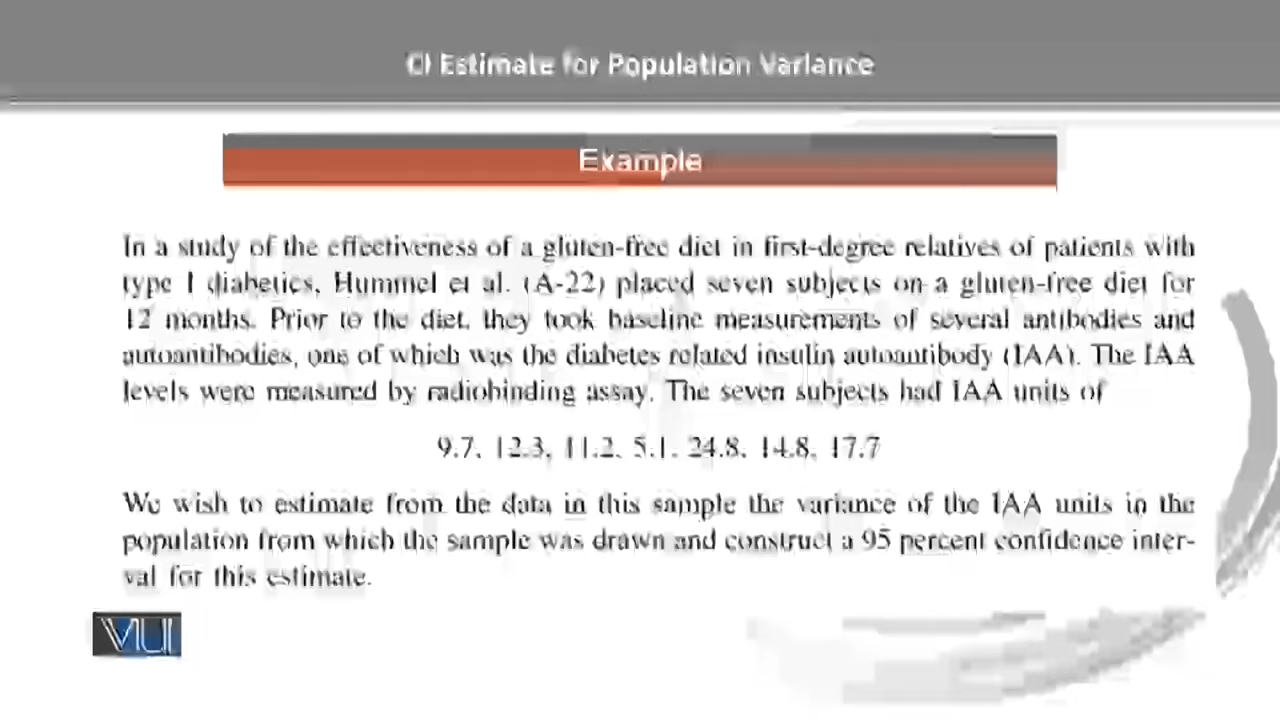 CI Estimate for Population Variance
Example
In a study of the effectiveness of a gluten-free diet in first-degree relatives of patients with
type I diabetics, Hummel et al. (A-22) placed seven subjects on a gluten-free diet for
12 months. Prior to the diet, they took baseline measurements of several antibodies and
autoantibodies, one of which was the diabetes related insulin autoantibody (IAA). The IAA
levels were measured by radiobinding assay. The seven subjects had IAA units of
9.7, 12.3, 11.2, 5.1, 24.8, 14.8, 17.7
We wish to estimate from the data in this sample the variance of the IAA units in the
population from which the sample was drawn and construct a 95 percent confidence inter-
val for this estimate.
VU